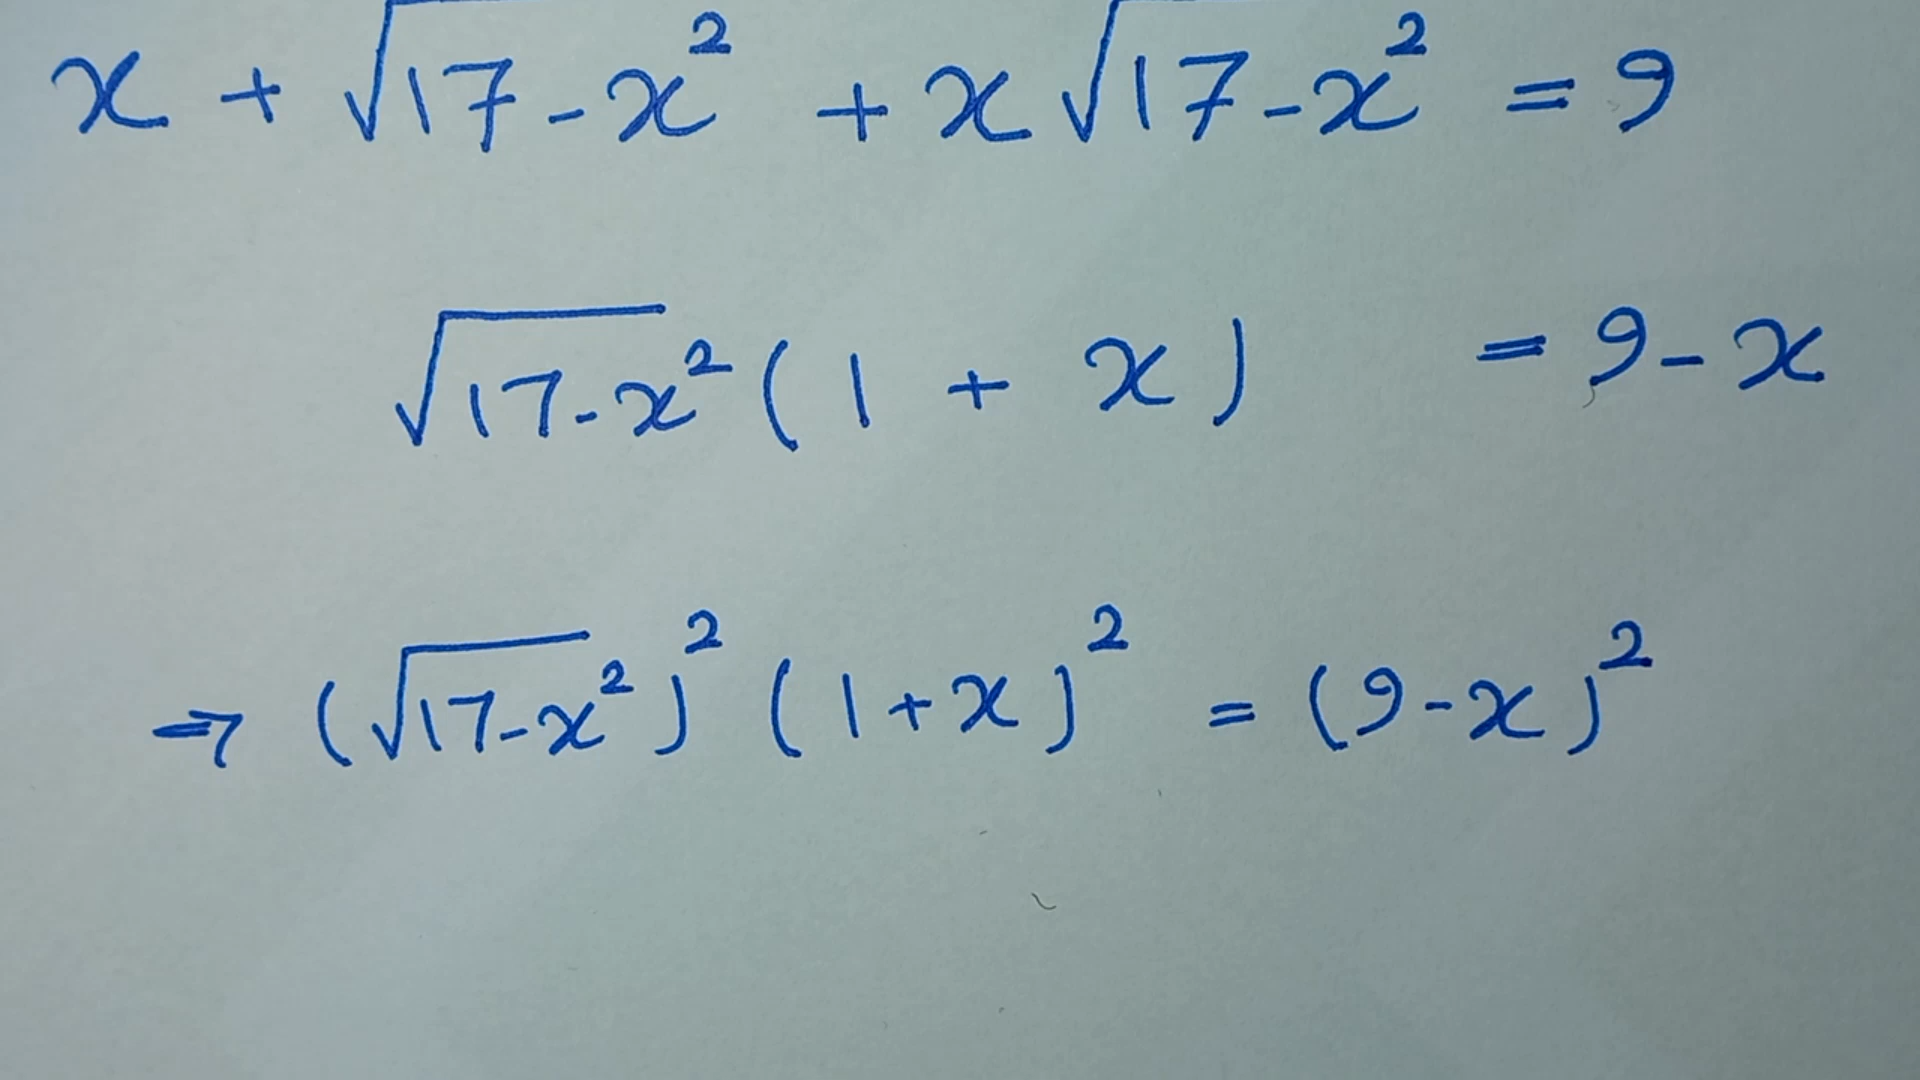 x + √17-x² + x√17-x² = 9
√17-x² (1 + x) = 9-x
⇒ (√17-x²)² (1+x)² = (9-x)²